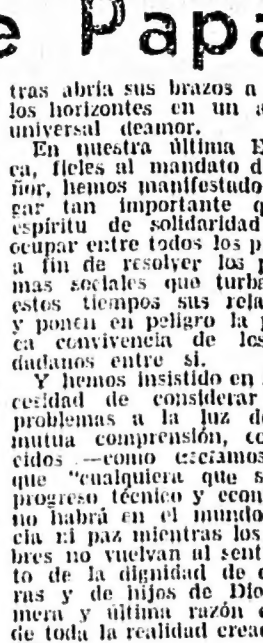 e Papa
tras abría sus brazos a
los horizontes en un a
universal deamor.
En nuestra última E
ca, fieles al mandato d
ñor, hemos manifestado
gar tan importante q
espíritu de solidaridad
ocupar entre todos los p
a fin de resolver los p
mas sociales que turba
estos tiempos sus rela
y ponen en peligro la p
ca convivencia de los
dadanos entre si.
Y hemos insistido en
cesidad de considerar
problemas a la luz de
mutua comprensión, co
cidos —como decíamos
que "cualquiera que s
progreso técnico y econ
no habrá en el mundo
cia ni paz mientras los
bres no vuelvan al sent
to de la dignidad de c
ras y de hijos de Dio
mera y última razón d
de toda la realidad cread